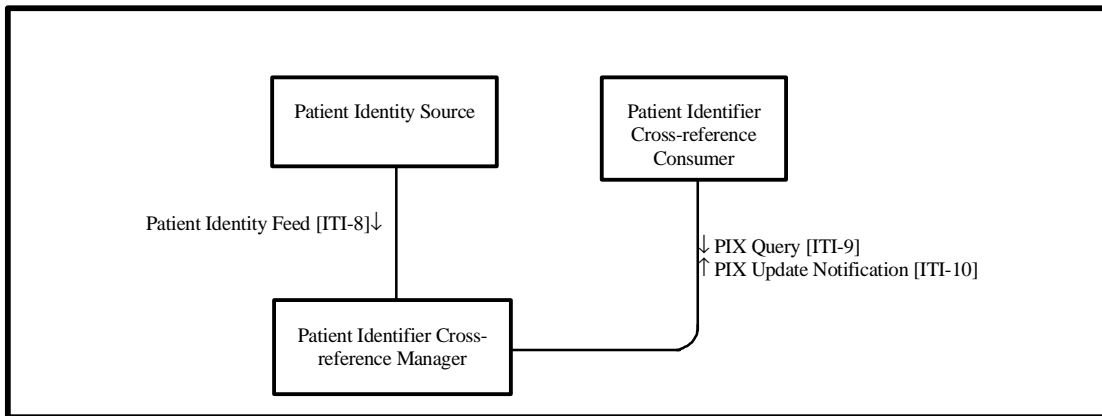 Patient Identity Source
Patient Identifier
Cross-reference
Consumer
Patient Identity Feed [ITI-8]↓
↓ PIX Query [ITI-9]
↑ PIX Update Notification [ITI-10]
Patient Identifier Cross-
reference Manager